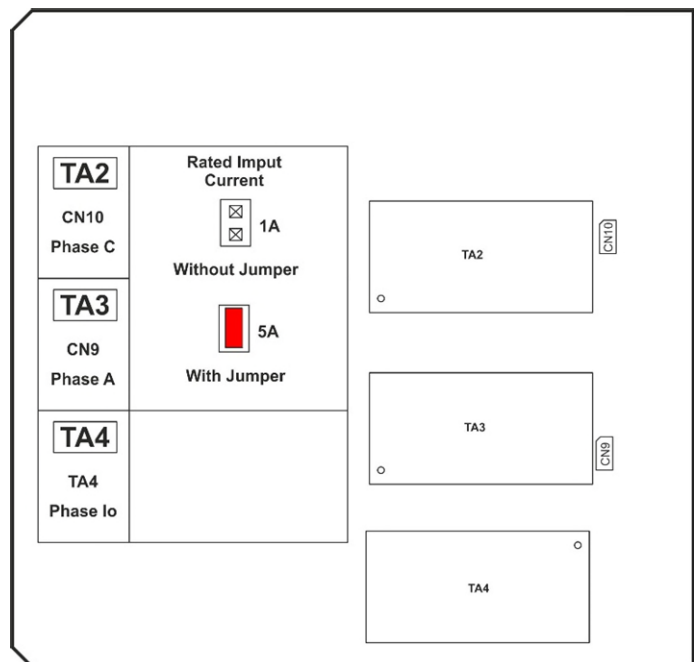 TA2
CN10
Phase C
TA3
CN9
Phase A
TA4
TA4
Phase Io
Rated Imput
Current
1A
Without Jumper
5A
With Jumper
TA2
CN10
TA3
CN9
TA4